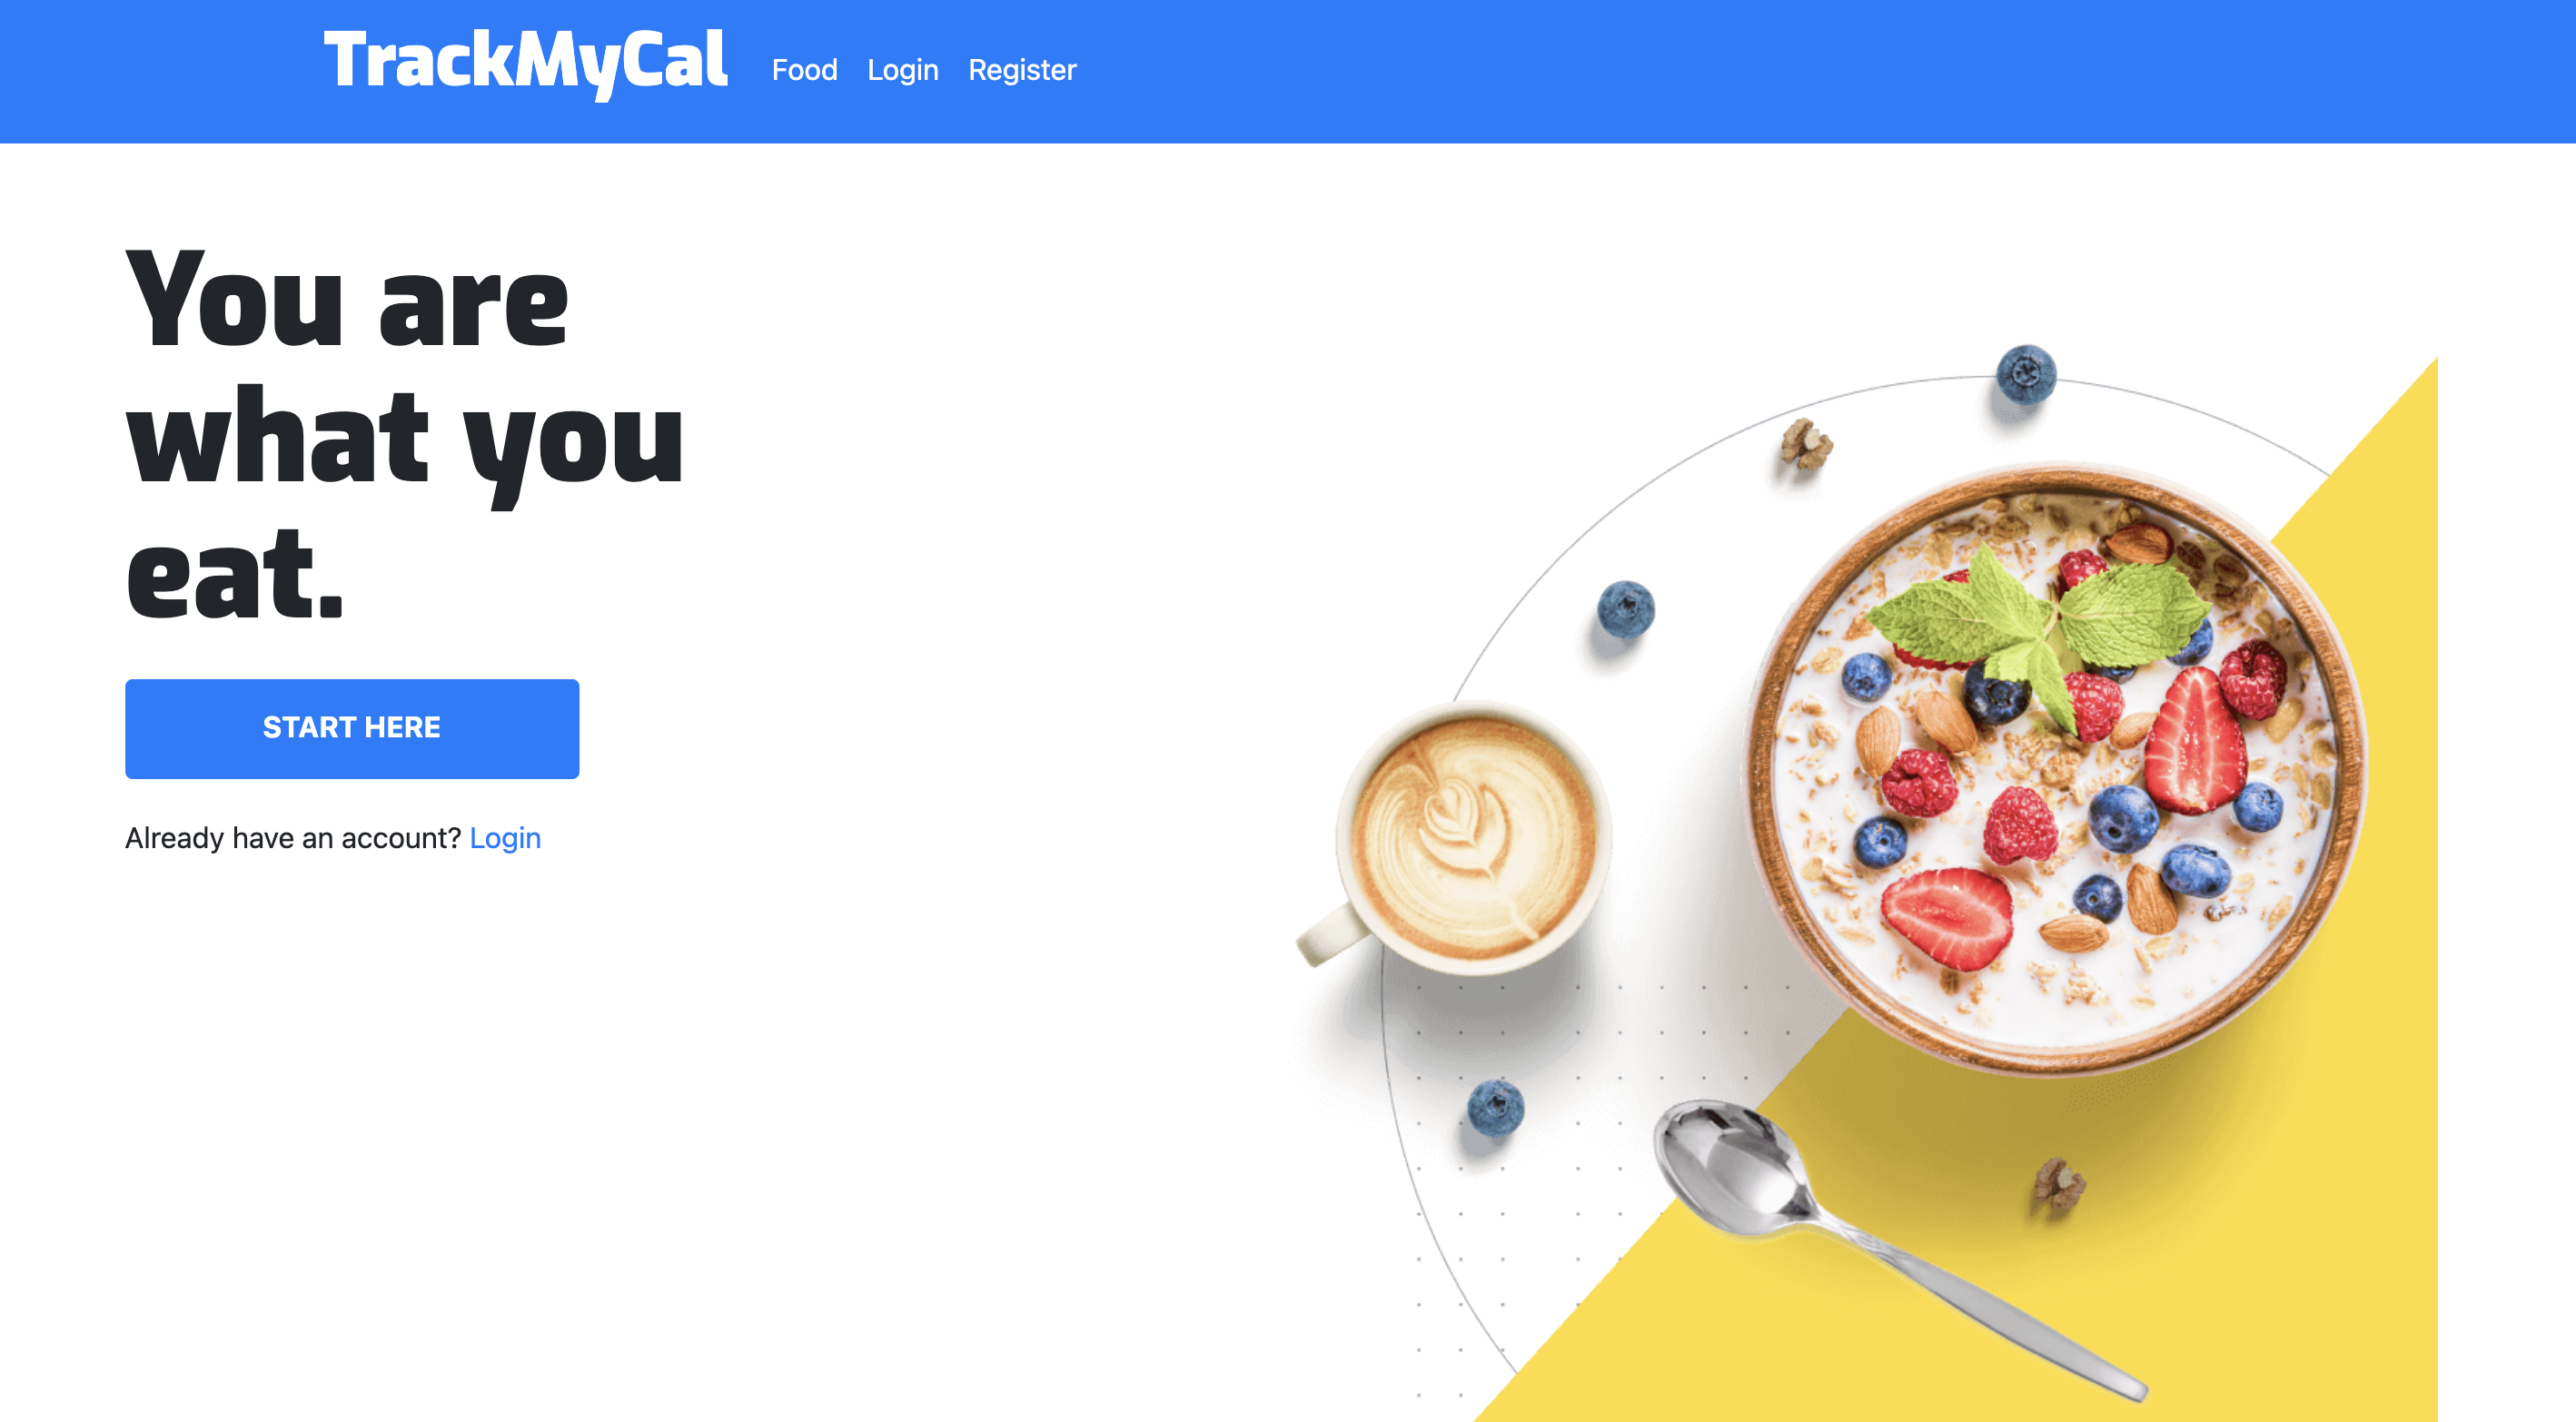 TrackMyCal Food Login Register
You are
what you
eat.
START HERE
Already have an account? Login